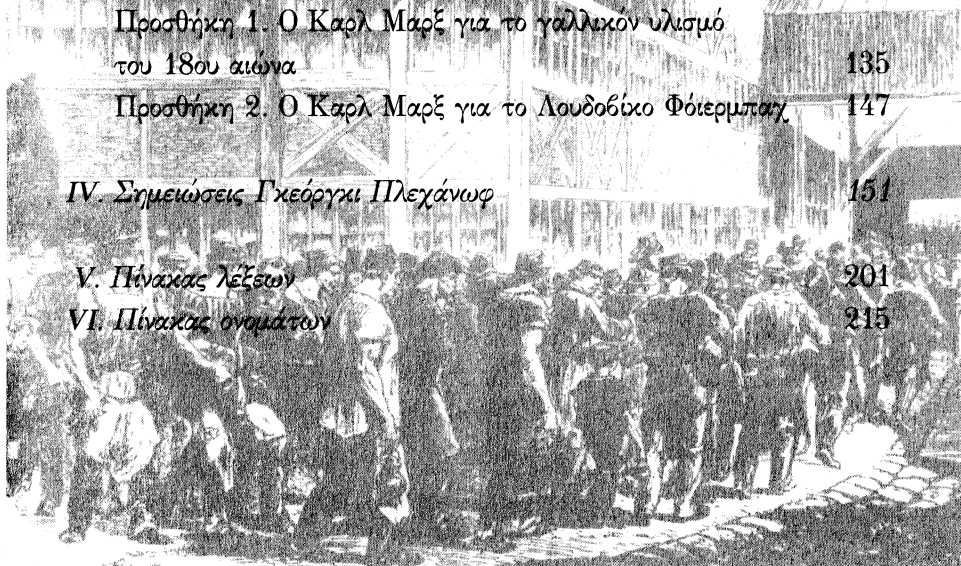 Προσθήκη 1. Ο Καρλ Μαρξ για το γαλλικόν υλισμό
του 18ου αιώνα 135
Προσθήκη 2. Ο Καρλ Μαρξ για το Λουδοβίκο Φόιερμπαχ 147
IV. Σημειώσεις Γκεόργκι Πλεχάνωφ 151
V. Πίνακας λέξεων 201
VI. Πίνακας ονομάτων 215